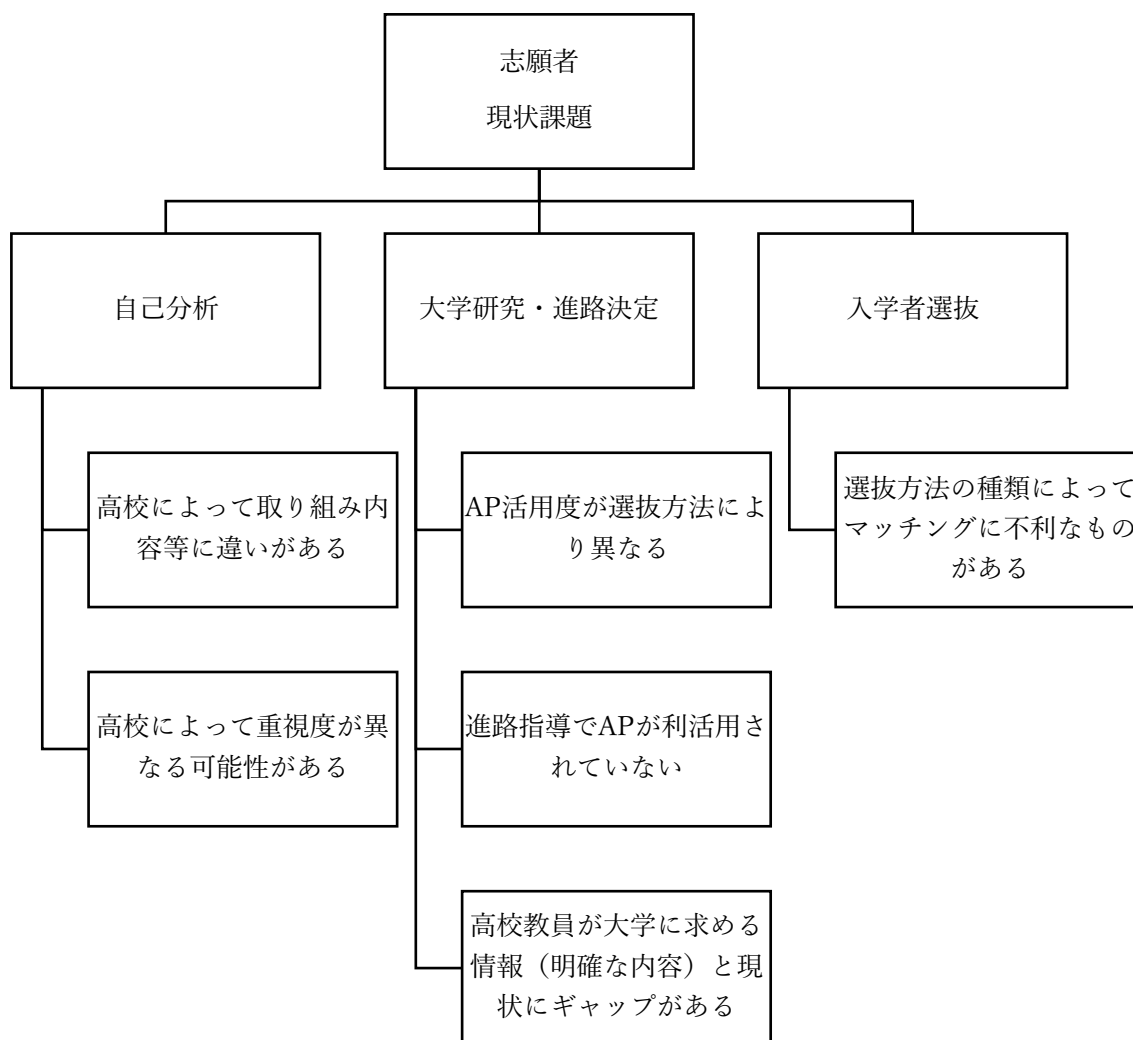 志願者
現状課題
自己分析
大学研究・進路決定
入学者選抜
高校によって取り組み内
容等に違いがある
高校によって重視度が異
なる可能性がある
AP活用度が選抜方法によ
り異なる
進路指導でAPが利活用さ
れていない
高校教員が大学に求める
情報（明確な内容）と現
状にギャップがある
選抜方法の種類によって
マッチングに不利なもの
がある